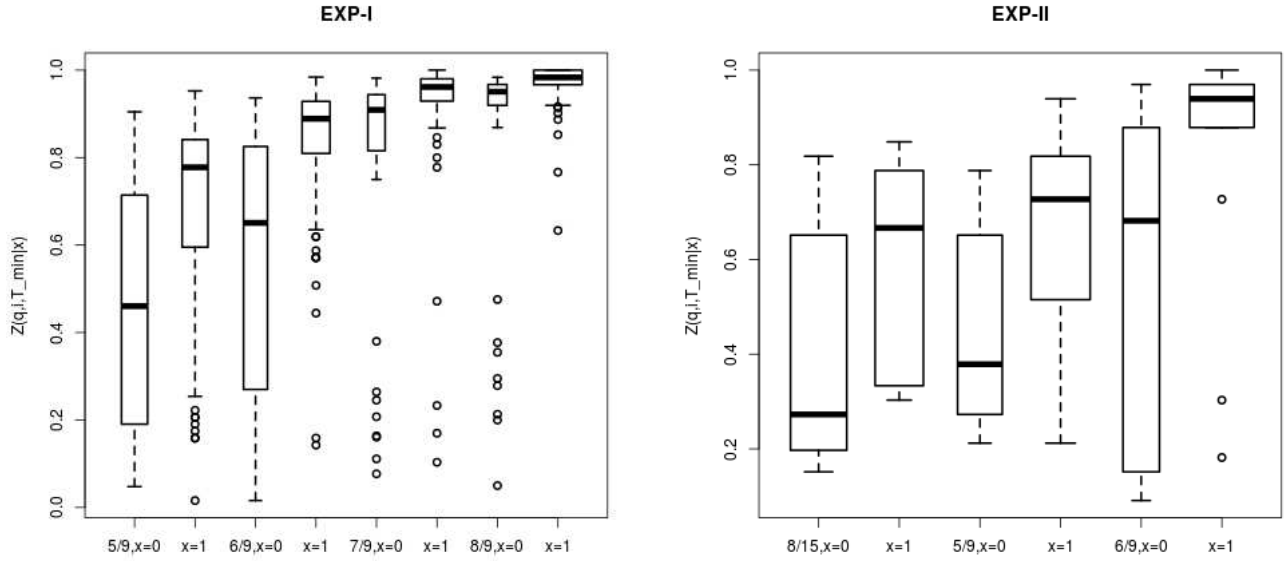 EXP-I
Z(q,i,T_min|x)
1.0
0.8
0.6
0.4
0.2
0.0
5/9,x=0 x=1 6/9,x=0 x=1 7/9,x=0 x=1 8/9,x=0 x=1
EXP-II
Z(q,i,T_min|x)
1.0
0.8
0.6
0.4
0.2
8/15,x=0 x=1 5/9,x=0 x=1 6/9,x=0 x=1